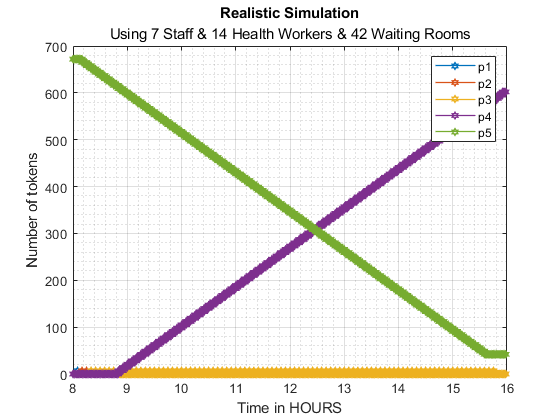 Realistic Simulation
Using 7 Staff & 14 Health Workers & 42 Waiting Rooms
700
600
500
400
300
200
100
0
Number of tokens
p1
p2
p3
p4
p5
8
9
10
11
12
13
14
15
16
Time in HOURS